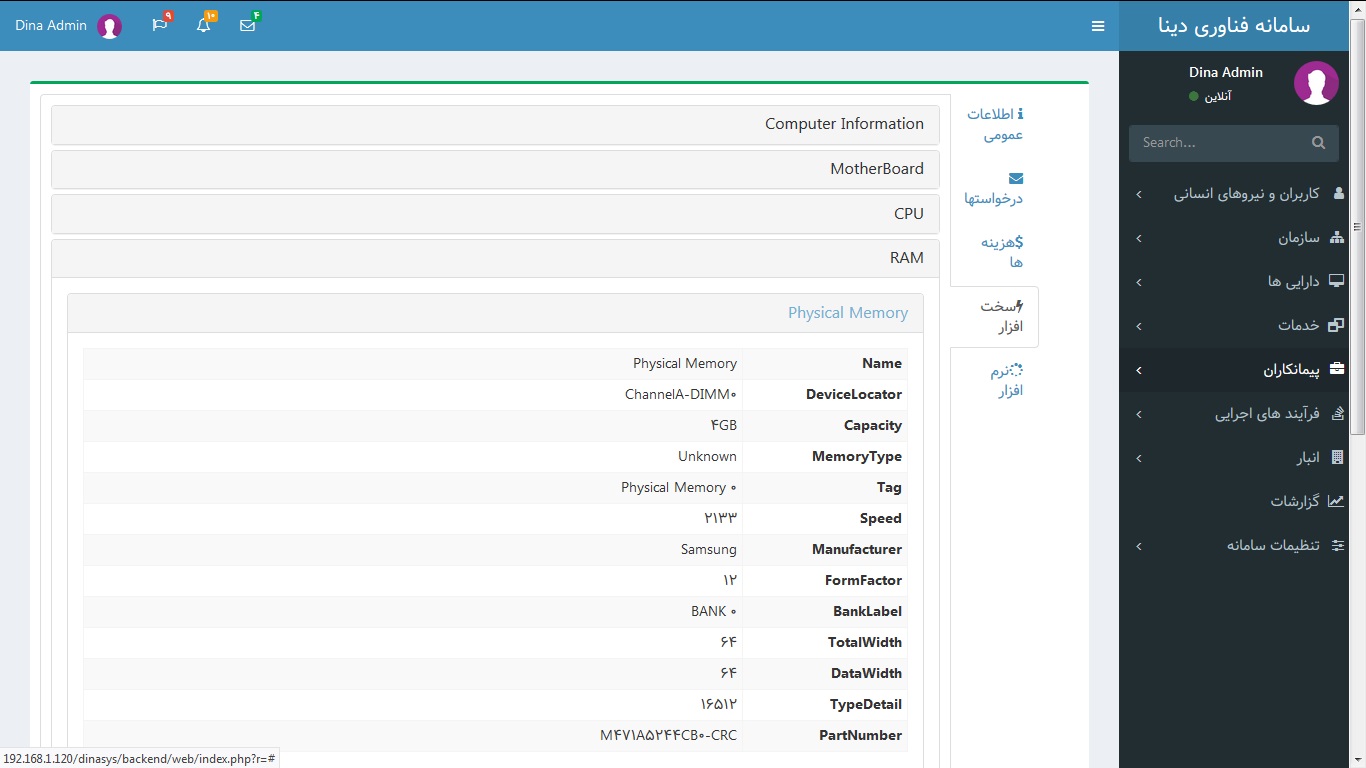 سامانه فناوری دینا
Dina Admin
۹
۱۰
۴
Dina Admin
آنلاین
Search...
کاربران و نیروهای انسانی
سازمان
دارایی ها
خدمات
پیمانکاران
فرآیند های اجرایی
انبار
گزارشات
تنظیمات سامانه
اطلاعات
عمومی
درخواستها
هزینه
ها
سخت
افزار
نرم
افزار
Computer Information
MotherBoard
CPU
RAM
Physical Memory
Name Physical Memory
DeviceLocator ChannelA-DIMM۰
Capacity ۴GB
MemoryType Unknown
Tag Physical Memory ۰
Speed ۲۱۳۳
Manufacturer Samsung
FormFactor ۱۲
BankLabel BANK ۰
TotalWidth ۶۴
DataWidth ۶۴
TypeDetail ۱۶۵۱۲
PartNumber M۴۷۱A۵۲۴۴CB۰-CRC
192.168.1.120/dinasys/backend/web/index.php?r=#